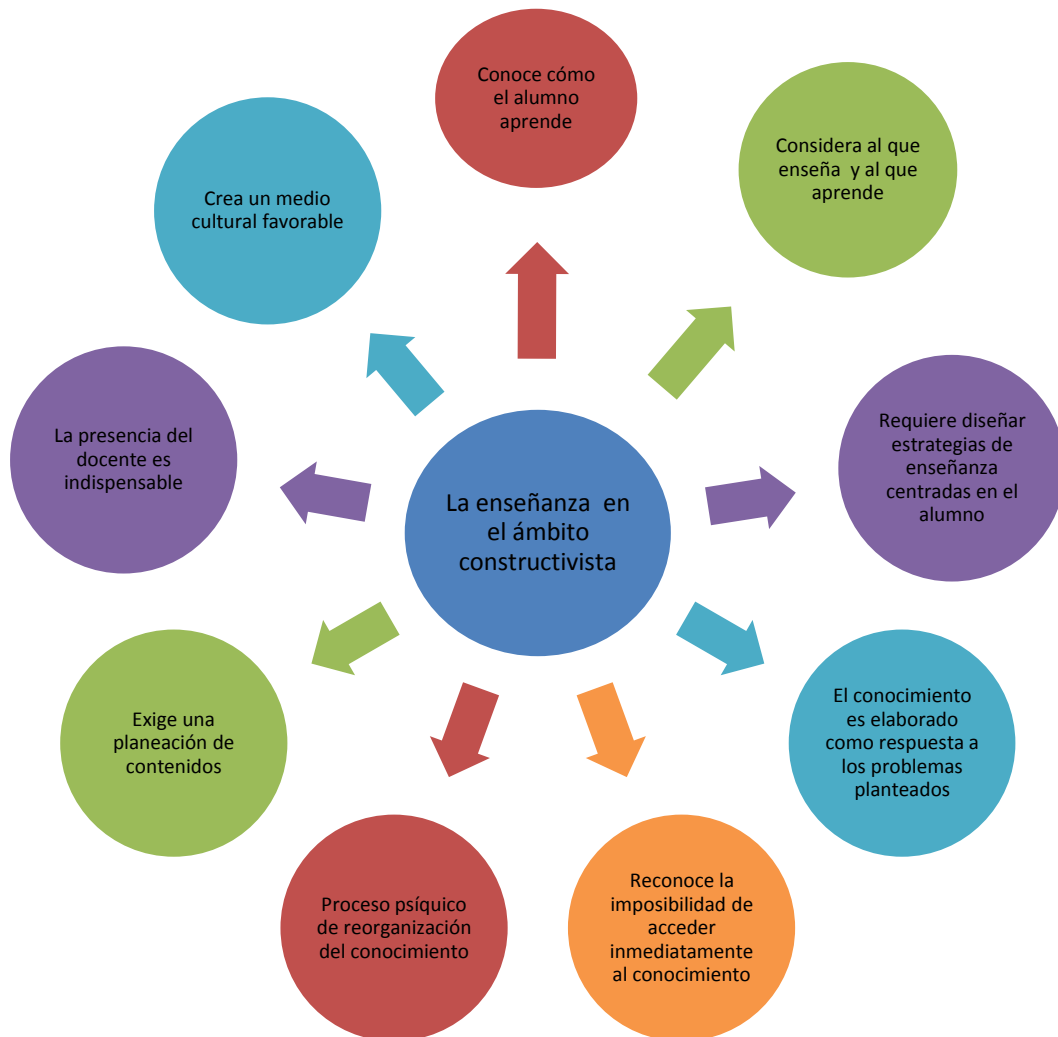 Conoce cómo
el alumno
aprende
Considera al que
enseña y al que
aprende
Requiere diseñar
estrategias de
enseñanza
centradas en el
alumno
El conocimiento
es elaborado
como respuesta a
los problemas
planteados
Reconoce la
imposibilidad de
acceder
inmediatamente
al conocimiento
Proceso psíquico
de reorganización
del conocimiento
Exige una
planeación de
contenidos
La presencia del
docente es
indispensable
Crea un medio
cultural favorable
La enseñanza en
el ámbito
constructivista